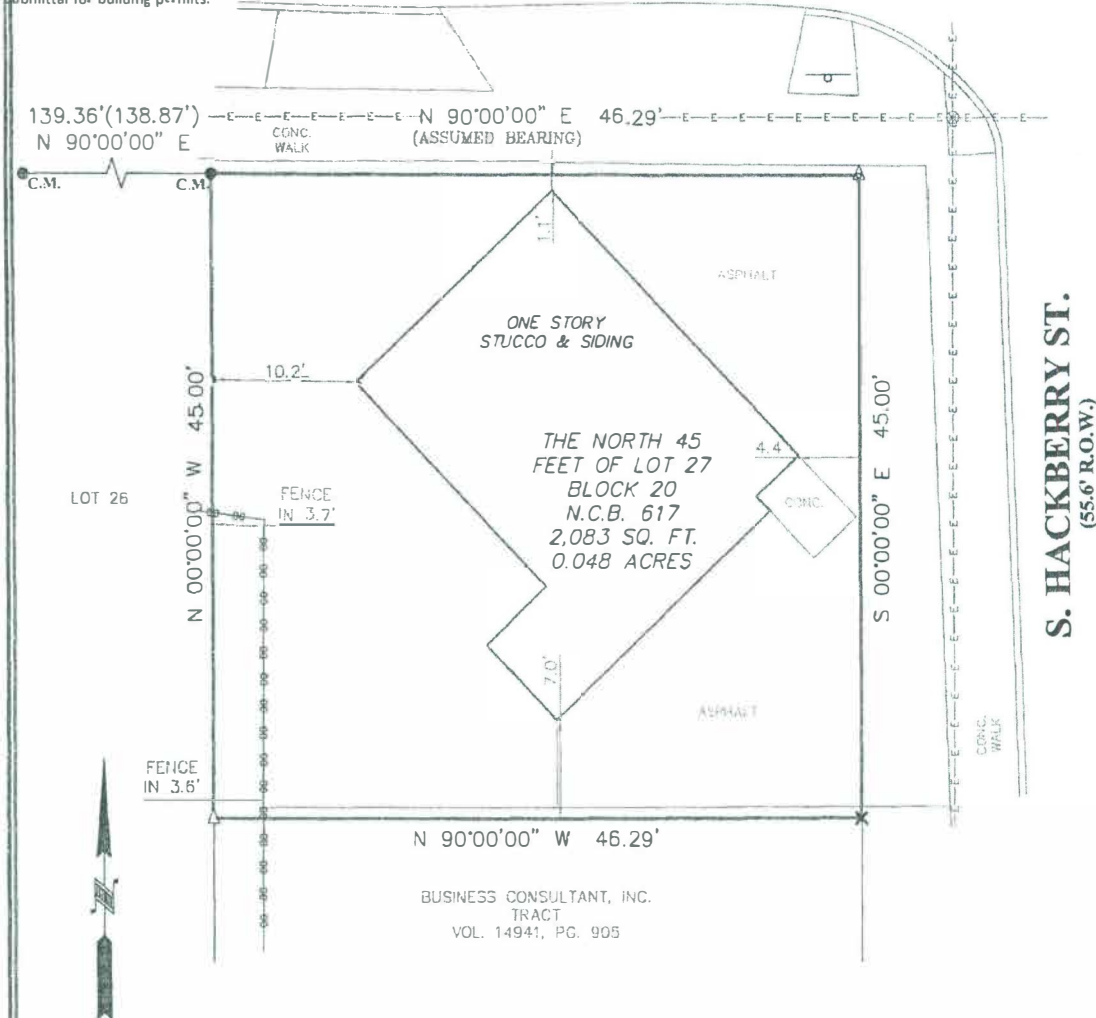 submittal for building permits.
139.36'(138.87')
N 90°00'00" E
E E E E E E E
N 90°00'00" E 46.29'
(ASSUMED BEARING)
CONC.
WALK
C.M.
C.M.
1.1'
ASPHALT
ONE STORY
STUCCO & SIDING
10.2'
N 00°00'00" W 45.00'
THE NORTH 45
FEET OF LOT 27
BLOCK 20
N.C.B. 617
2,083 SQ. FT.
0.048 ACRES
4.4
CONC.
S 00°00'00" E 45.00'
S. HACKBERRY ST.
(55.6' R.O.W.)
LOT 26
FENCE
IN 3.7'
7.0'
ASPHALT
CONC.
WALK
FENCE
IN 3.6'
N 90°00'00" W 46.29'
N
BUSINESS CONSULTANT, INC.
TRACT
VOL. 14941, PG. 905